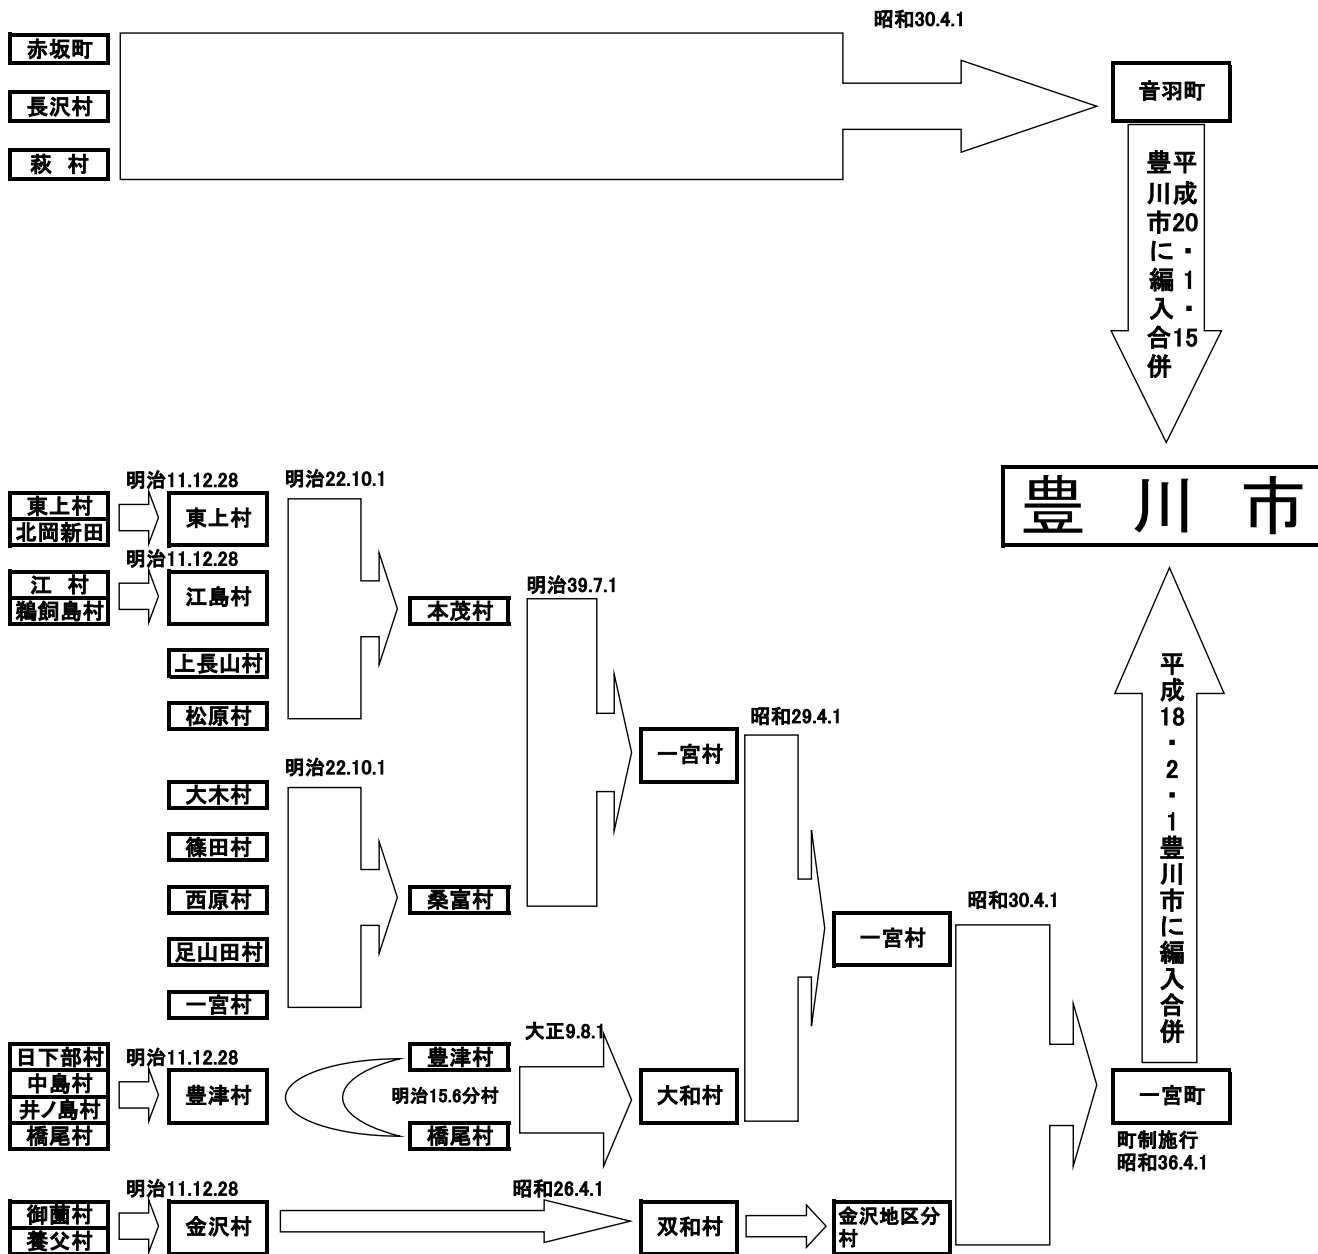 昭和30.4.1
赤坂町
長沢村
萩　村
音羽町
平成20・1・15
豊川市に編入合併
豊　川　市
明治11.12.28
東上村
北岡新田
東上村
明治11.12.28
江　村
鵜飼島村
江島村
上長山村
松原村
明治22.10.1
本茂村
明治22.10.1
大木村
篠田村
西原村
足山田村
一宮村
桑富村
明治39.7.1
一宮村
明治11.12.28
日下部村
中島村
井ノ島村
橋尾村
豊津村
豊津村
明治15.6分村
橋尾村
大正9.8.1
大和村
昭和29.4.1
一宮村
明治11.12.28
御薗村
養父村
金沢村
昭和26.4.1
双和村
金沢地区分
村
昭和30.4.1
一宮町
町制施行
昭和36.4.1
平成18・2・1豊川市に編入合併